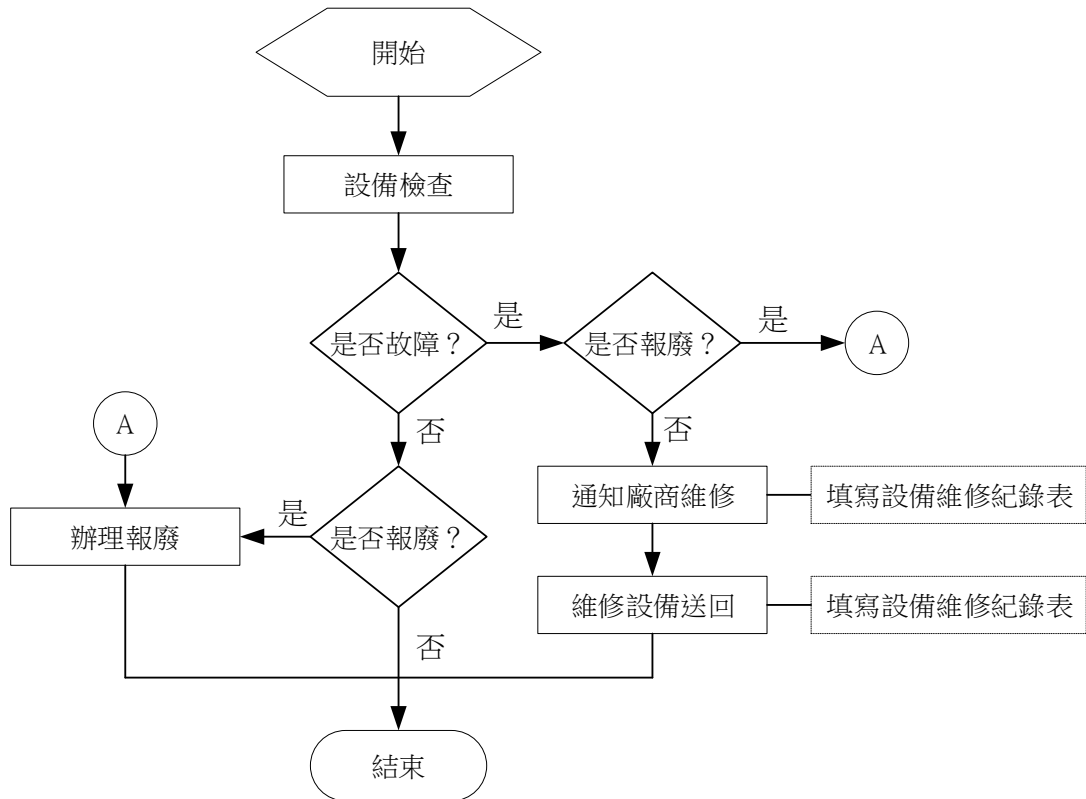 開始
設備檢查
是否故障？
是
是否報廢？
是
A
A
否
否
通知廠商維修
填寫設備維修紀錄表
辦理報廢
是
是否報廢？
維修設備送回
填寫設備維修紀錄表
否
結束